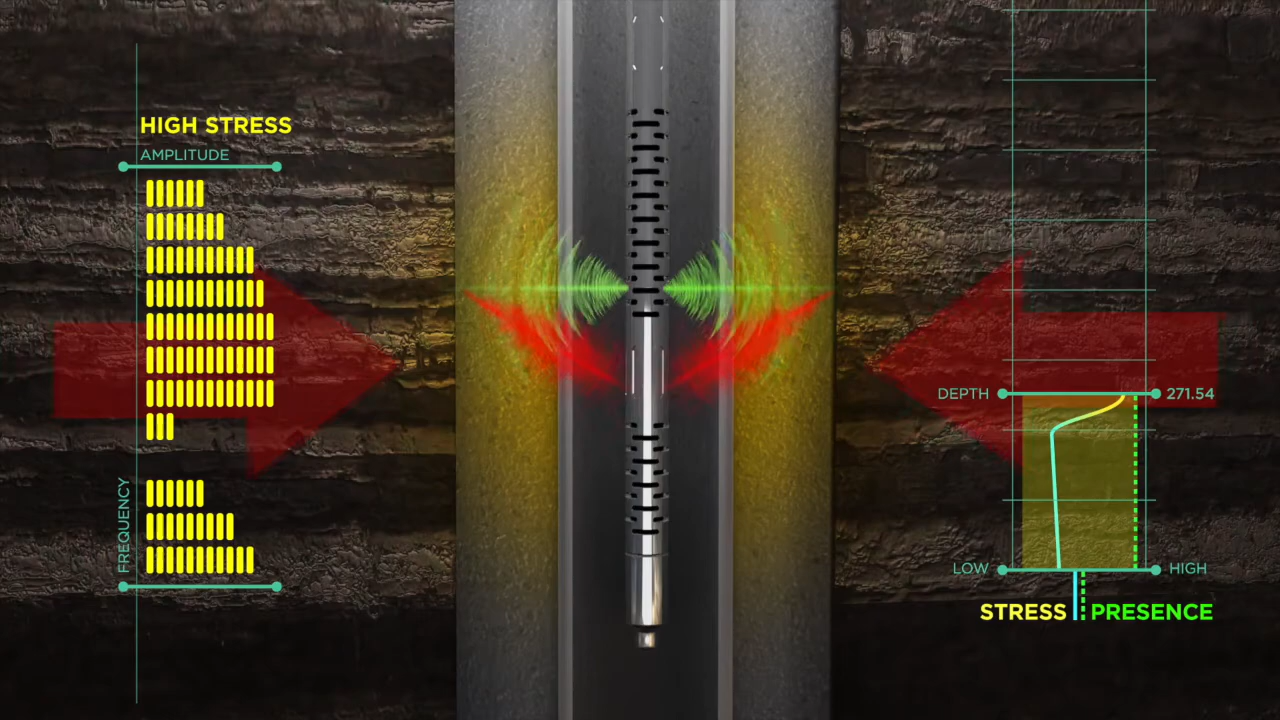 HIGH STRESS
AMPLITUDE
FREQUENCY
DEPTH 271.54
LOW HIGH
STRESS PRESENCE